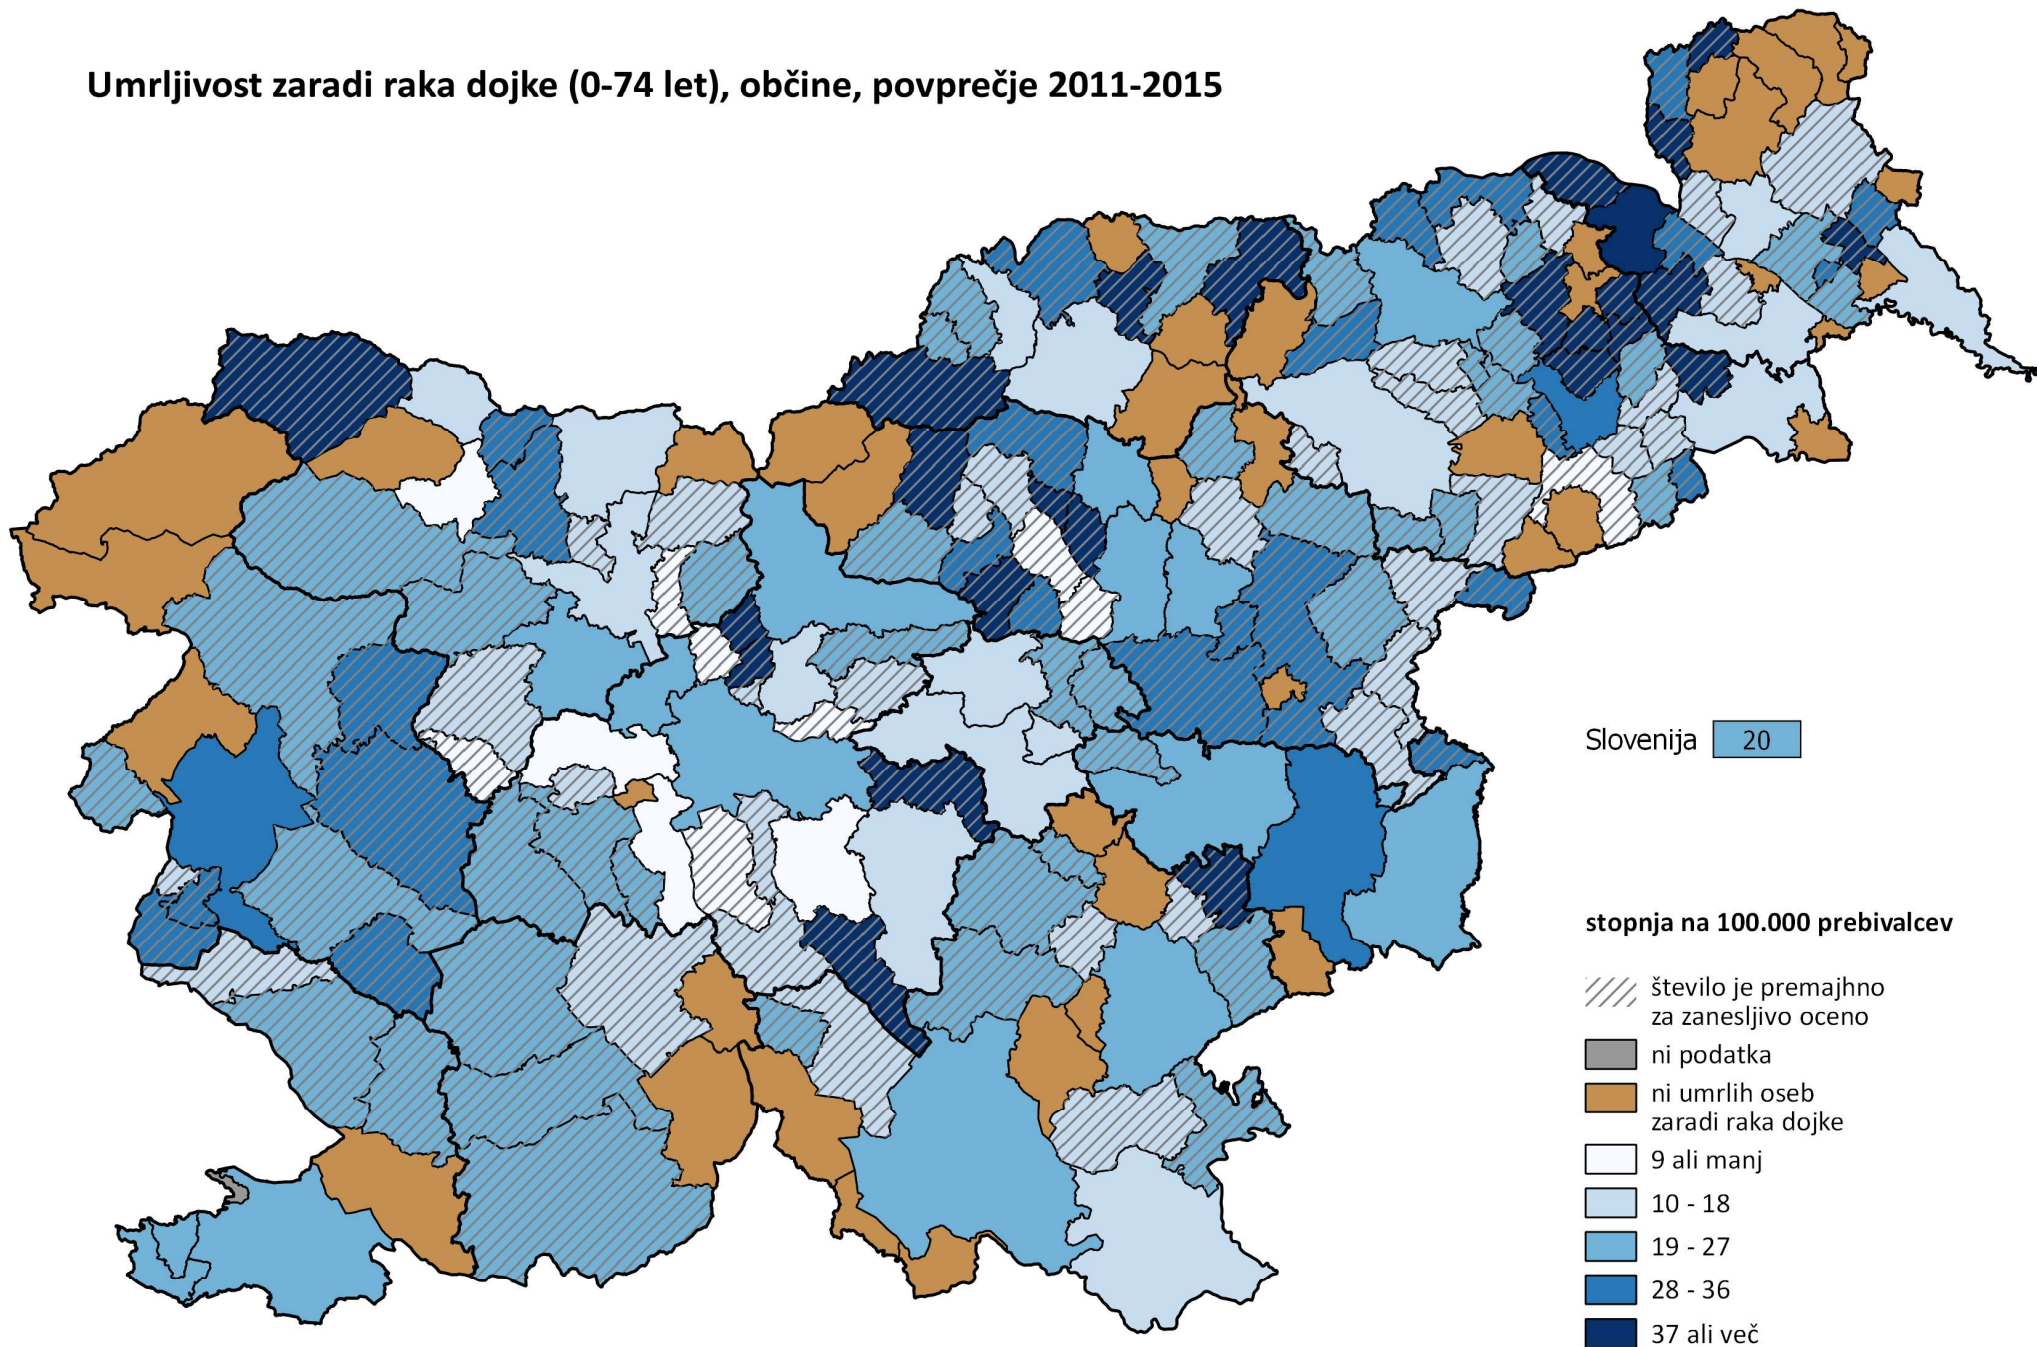 Umrljivost zaradi raka dojke (0-74 let), občine, povprečje 2011-2015
Slovenija 20
stopnja na 100.000 prebivalcev
število je premajhno
za zanesljivo oceno
ni podatka
ni umrlih oseb
zaradi raka dojke
9 ali manj
10 - 18
19 - 27
28 - 36
37 ali več